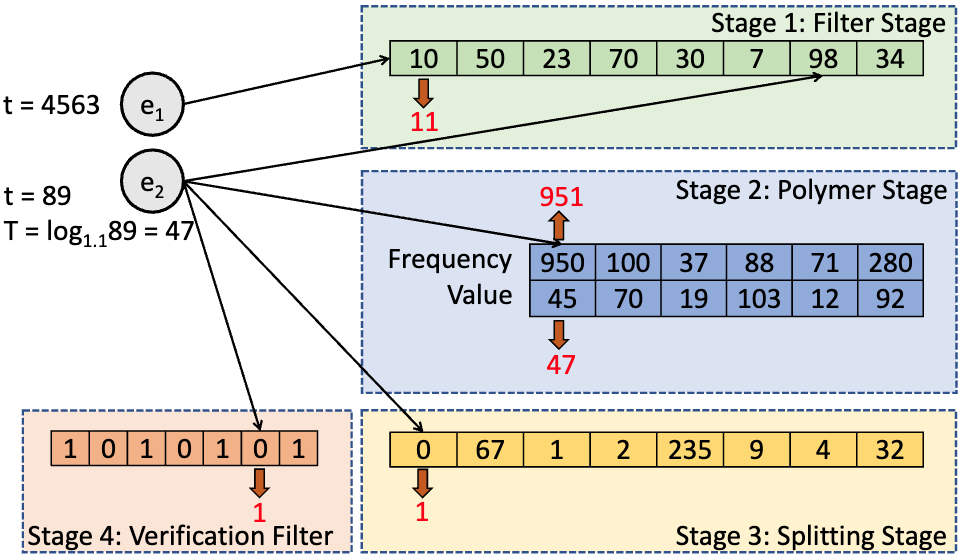 Stage 1: Filter Stage
10 50 23 70 30 7 98 34
11
t = 4563
e1
e2
t = 89
T = log1.189 = 47
Stage 2: Polymer Stage
951
Frequency 950 100 37 88 71 280
Value 45 70 19 103 12 92
47
1 0 1 0 1 0 1
1
Stage 4: Verification Filter
0 67 1 2 235 9 4 32
1
Stage 3: Splitting Stage